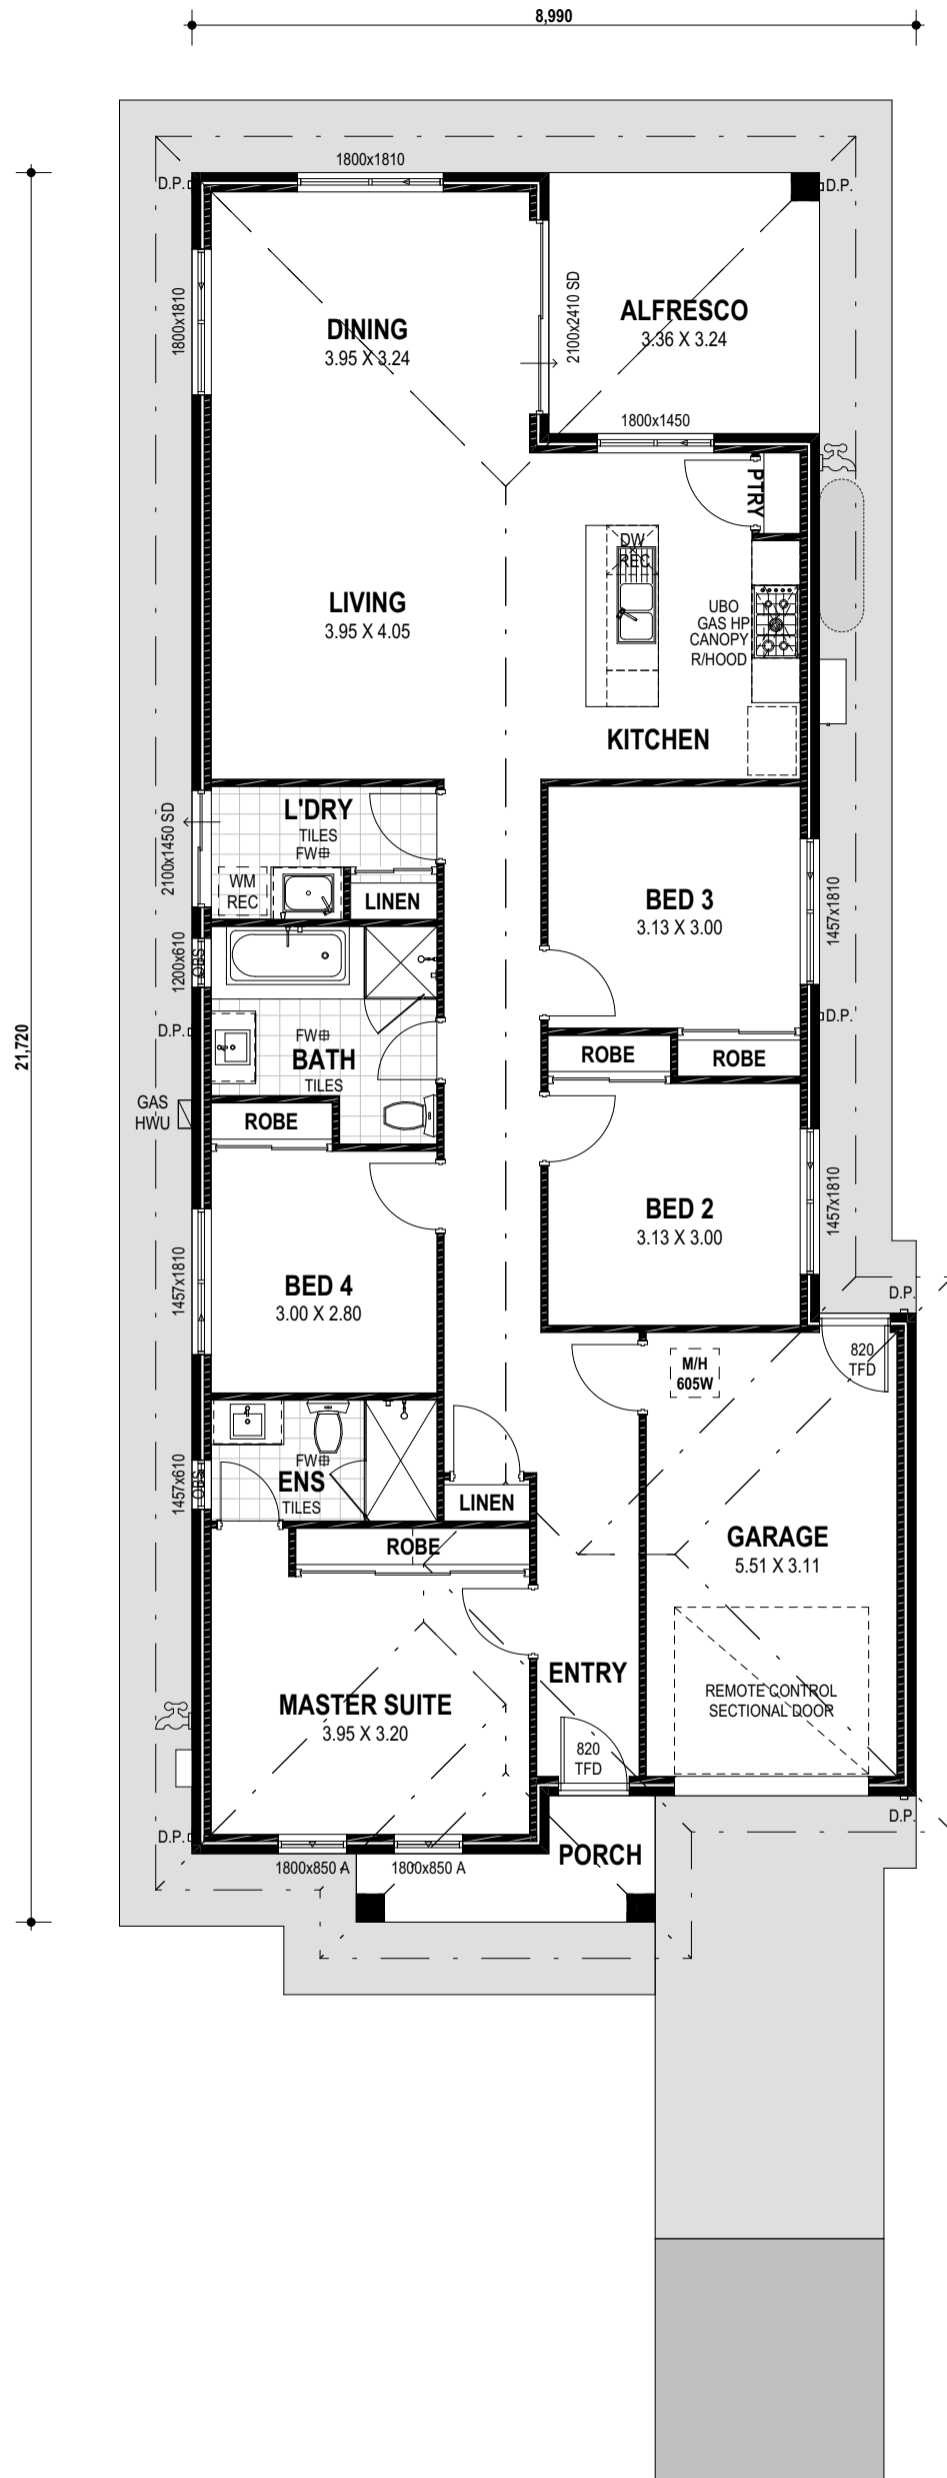 8,990
1800x1810
D.P.
D.P.
1800x1810
DINING
3.95 X 3.24
2100x2410 SD
ALFRESCO
3.36 X 3.24
1800x1450
PTRY
DW
REC
LIVING
3.95 X 4.05
UBO
GAS HP
CANOPY
R/HOOD
KITCHEN
2100x1450 SD
L'DRY
TILES
FW
WM
REC
LINEN
BED 3
3.13 X 3.00
1457x1810
1200x610
OBS
D.P.
FW
BATH
TILES
D.P.
21,720
ROBE
ROBE
GAS
HWU
ROBE
BED 2
3.13 X 3.00
1457x1810
1457x1810
BED 4
3.00 X 2.80
D.P.
820
TFD
M/H
605W
1457x610
OBS
FW
ENS
TILES
LINEN
ROBE
GARAGE
5.51 X 3.11
ENTRY
MASTER SUITE
3.95 X 3.20
REMOTE CONTROL
SECTIONAL DOOR
820
TFD
D.P.
D.P.
PORCH
1800x850 A
1800x850 A